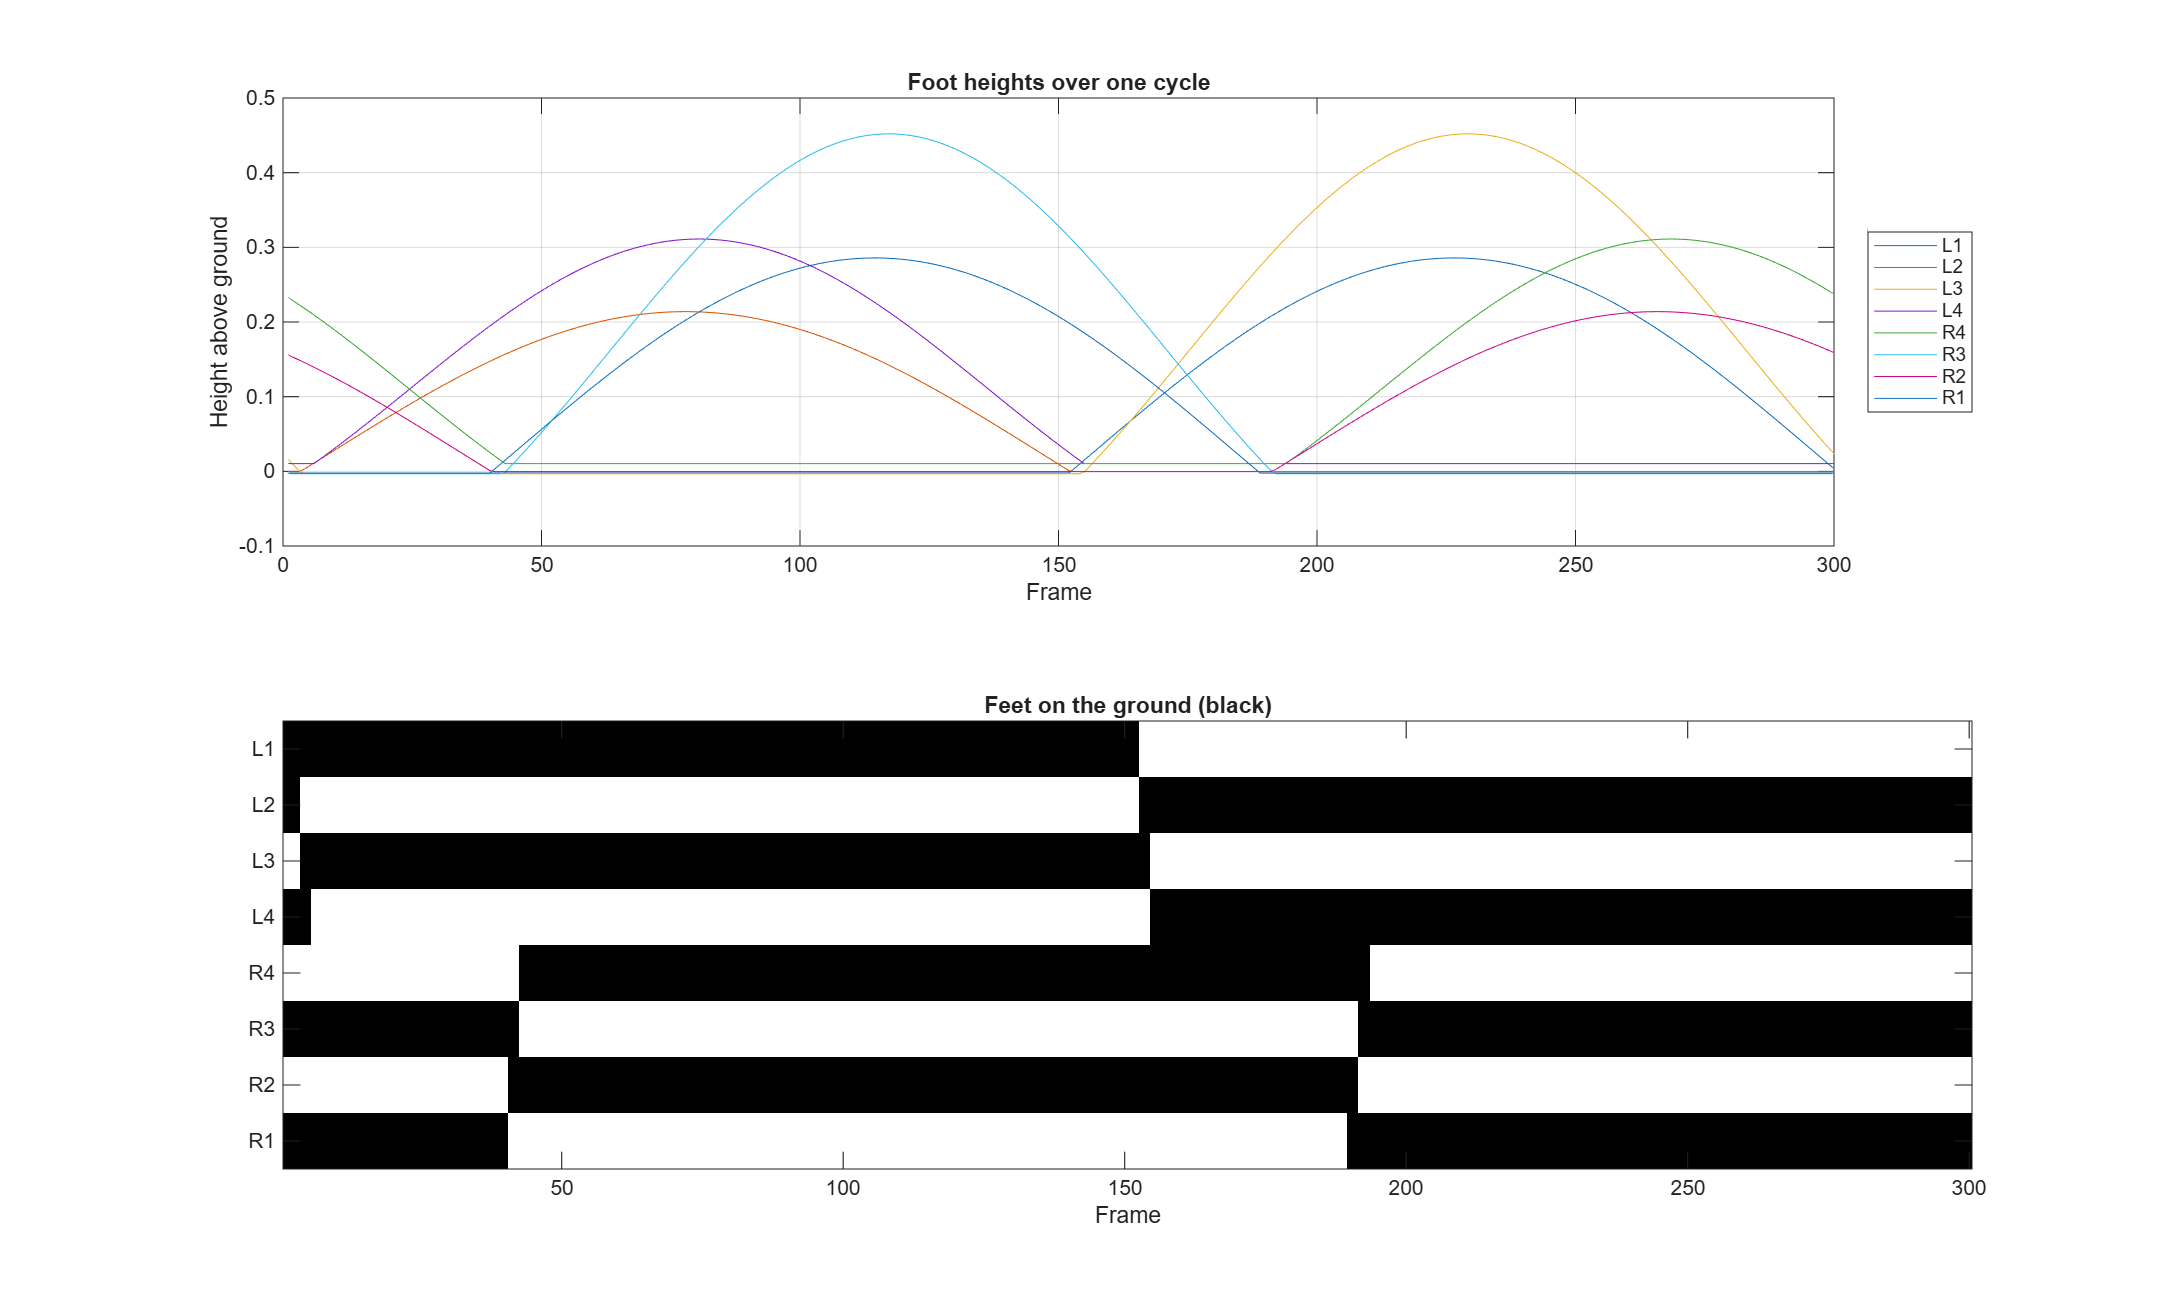 Foot heights over one cycle
0.5
0.4
0.3
0.2
0.1
0
-0.1
Height above ground
0 50 100 150 200 250 300
Frame
L1
L2
L3
L4
R4
R3
R2
R1
Feet on the ground (black)
L1
L2
L3
L4
R4
R3
R2
R1
50 100 150 200 250 300
Frame